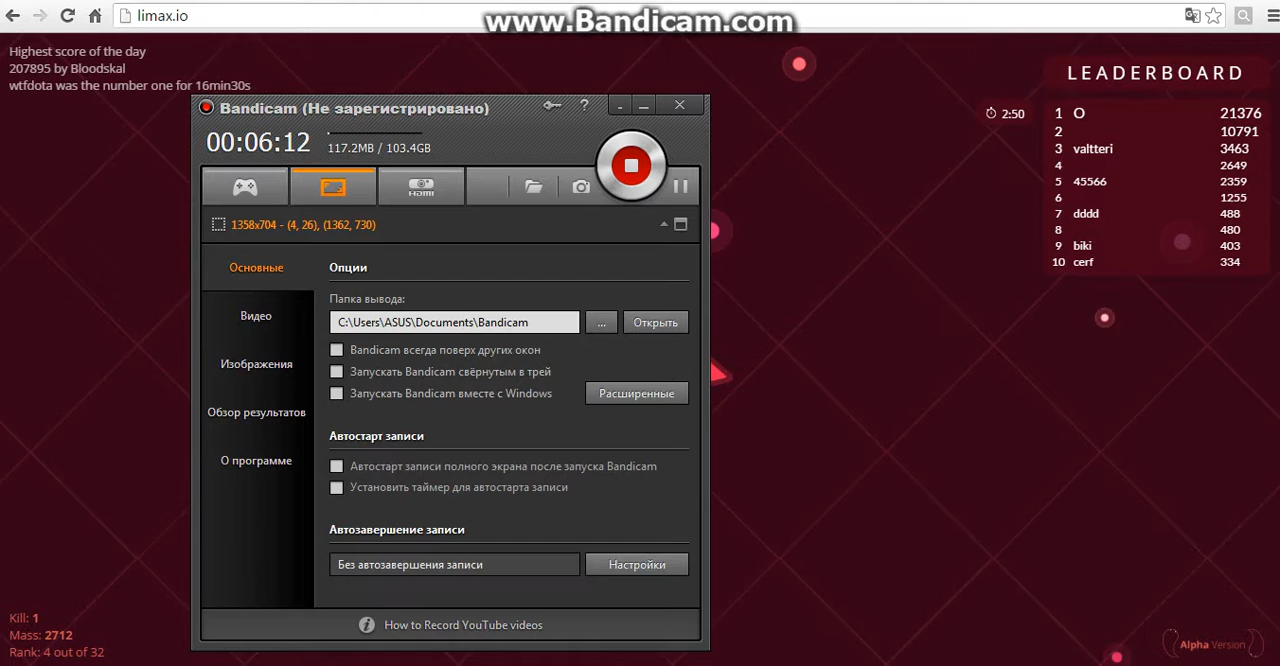 limax.io
www.Bandicam.com
Highest score of the day
207895 by Bloodskal
wtfdota was the number one for 16min30s
Bandicam (Не зарегистрировано)
00:06:12
117.2MB / 103.4GB
HDMI
1358x704 - (4, 26), (1362, 730)
Основные
Видео
Изображения
Обзор результатов
О программе
Опции
Папка вывода:
C:\Users\ASUS\Documents\Bandicam
...
Открыть
Bandicam всегда поверх других окон
Запускать Bandicam свёрнутым в трей
Запускать Bandicam вместе с Windows
Расширенные
Автостарт записи
Автостарт записи полного экрана после запуска Bandicam
Установить таймер для автостарта записи
Автозавершение записи
Без автозавершения записи
Настройки
How to Record YouTube videos
LEADERBOARD
2:50
1 O 21376
2 10791
3 valtteri 3463
4 2649
5 45566 2359
6 1255
7 dddd 488
8 480
9 biki 403
10 cerf 334
Kill: 1
Mass: 2712
Rank: 4 out of 32
Alpha Version